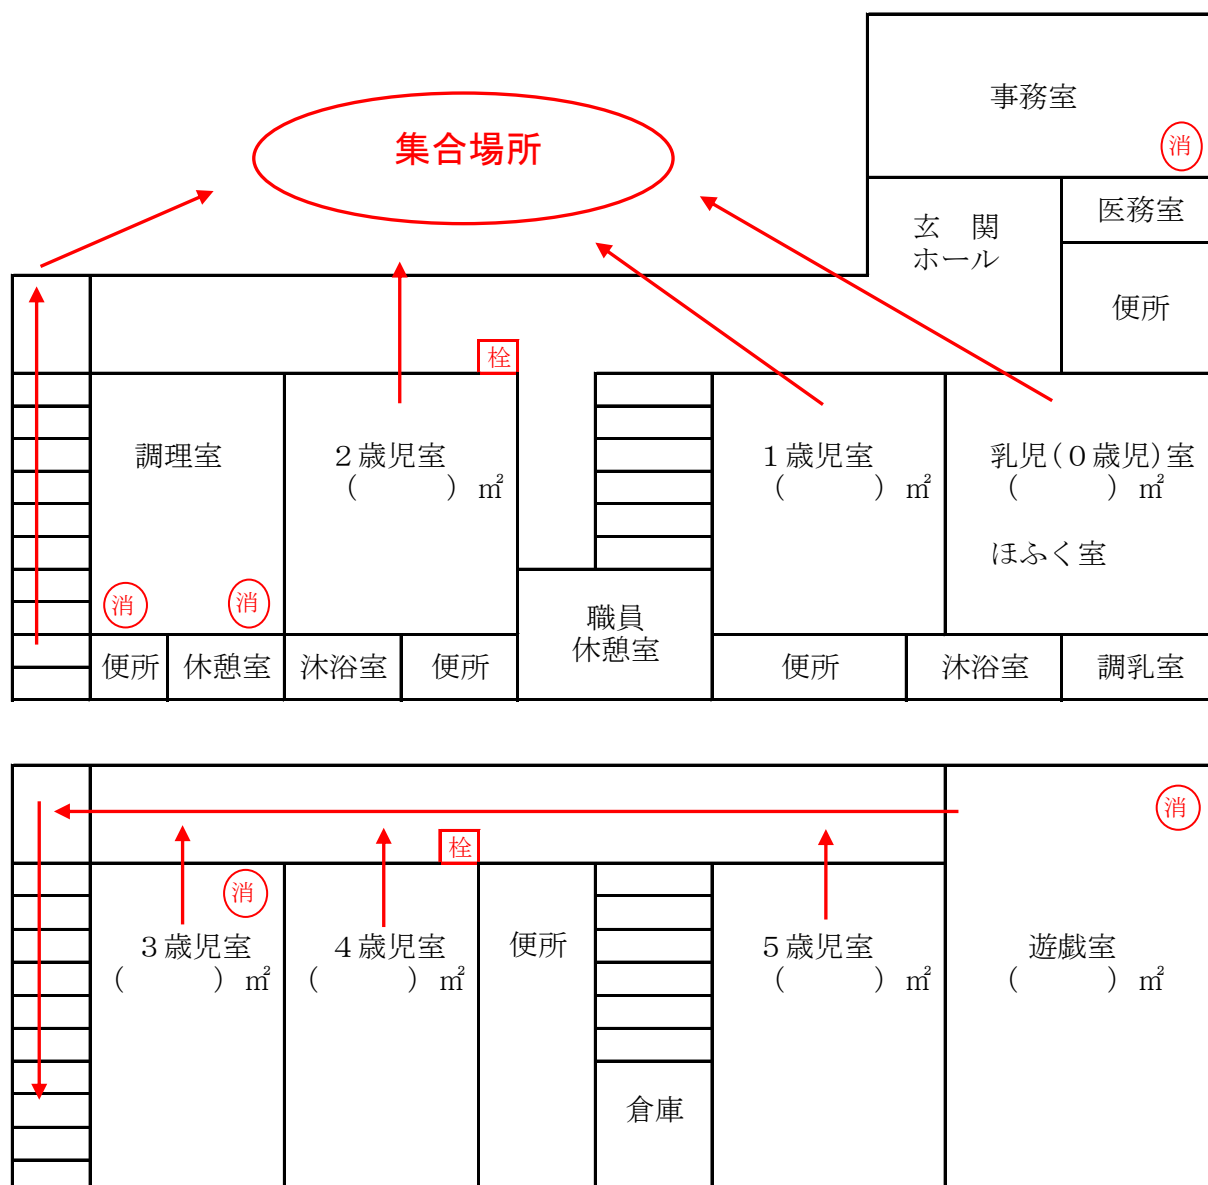 事務室
消
集合場所
玄　関
ホール
医務室
便所
栓
調理室
２歳児室
（　　　）㎡
１歳児室
（　　　）㎡
乳児(０歳児)室
（　　　）㎡
ほふく室
消
消
職員
休憩室
便所
休憩室
沐浴室
便所
便所
沐浴室
調乳室
消
栓
消
３歳児室
（　　　）㎡
４歳児室
（　　　）㎡
便所
５歳児室
（　　　）㎡
遊戯室
（　　　）㎡
倉庫